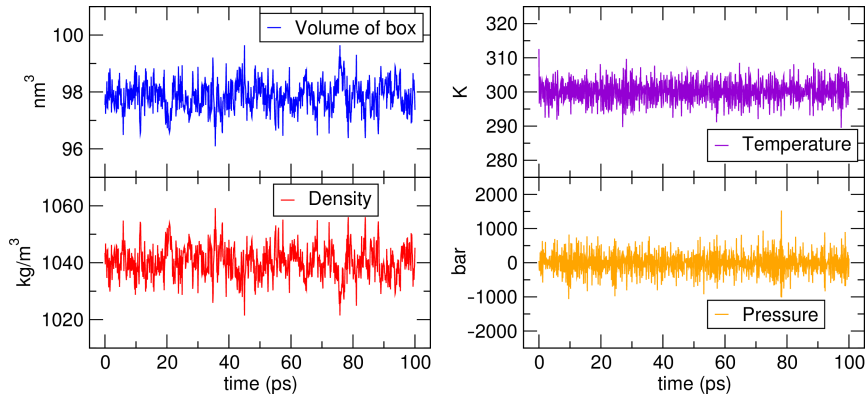 100
98
96
nm³
Volume of box
1060
1040
1020
kg/m³
Density
0 20 40 60 80 100
time (ps)
320
310
300
290
280
K
Temperature
2000
1000
0
-1000
-2000
bar
Pressure
0 20 40 60 80 100
time (ps)